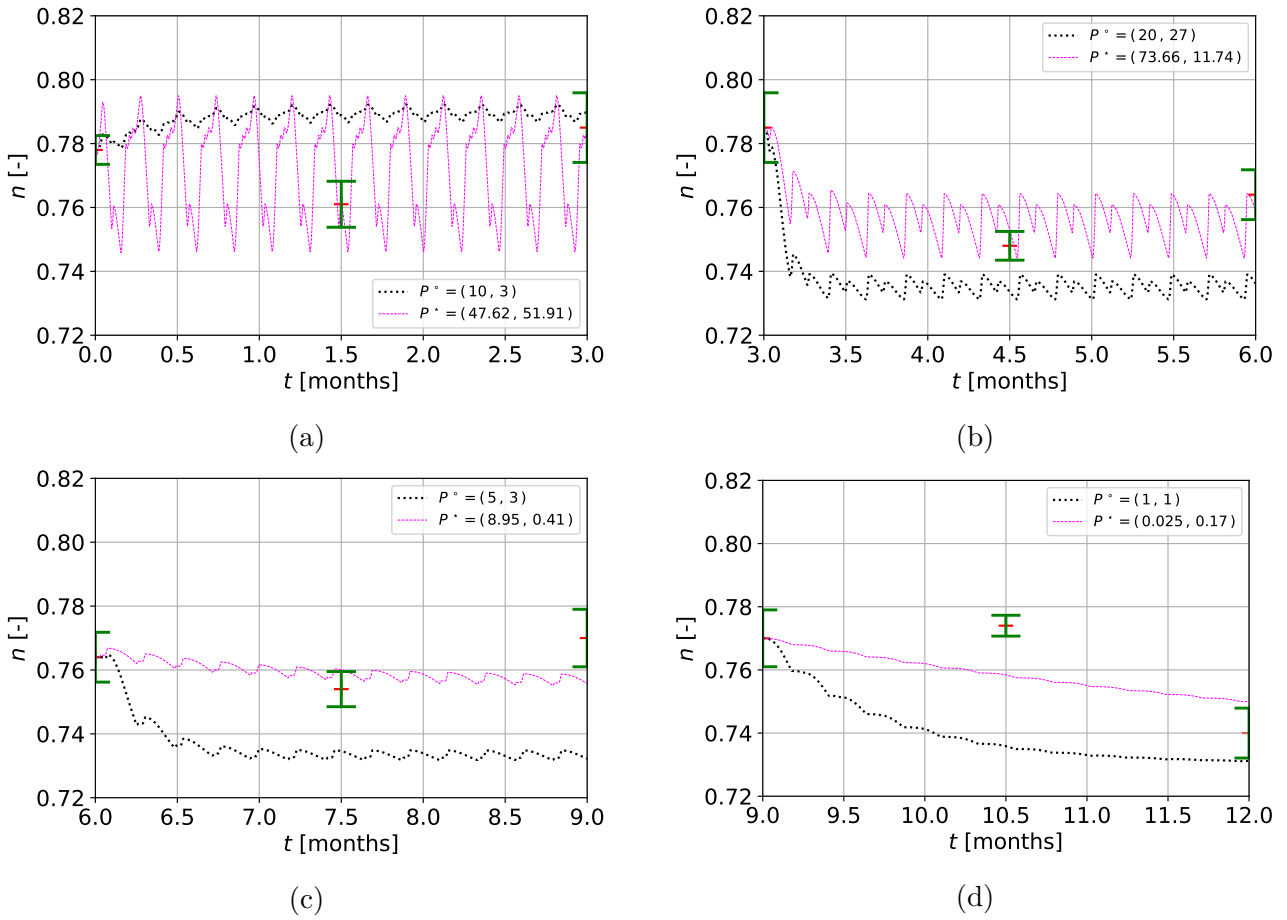 0.82
0.80
0.78
0.76
0.74
0.72
n [-]
0.0 0.5 1.0 1.5 2.0 2.5 3.0
t [months]
P° = (10, 3)
P* = (47.62, 51.91)
(a)
0.82
0.80
0.78
0.76
0.74
0.72
n [-]
3.0 3.5 4.0 4.5 5.0 5.5 6.0
t [months]
P° = (20, 27)
P* = (73.66, 11.74)
(b)
0.82
0.80
0.78
0.76
0.74
0.72
n [-]
6.0 6.5 7.0 7.5 8.0 8.5 9.0
t [months]
P° = (5, 3)
P* = (8.95, 0.41)
(c)
0.82
0.80
0.78
0.76
0.74
0.72
n [-]
9.0 9.5 10.0 10.5 11.0 11.5 12.0
t [months]
P° = (1, 1)
P* = (0.025, 0.17)
(d)